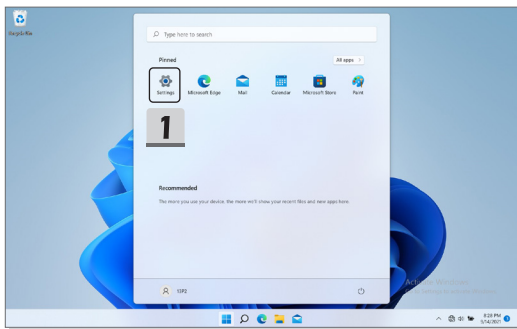 Recycle Bin
Type here to search
Pinned
All apps >
Settings
Microsoft Edge
Mail
Calendar
Microsoft Store
Paint
1
Recommended
The more you use your device, the more we'll show your recent files and new apps here.
Activate Windows
8:28 PM
5/14/2021